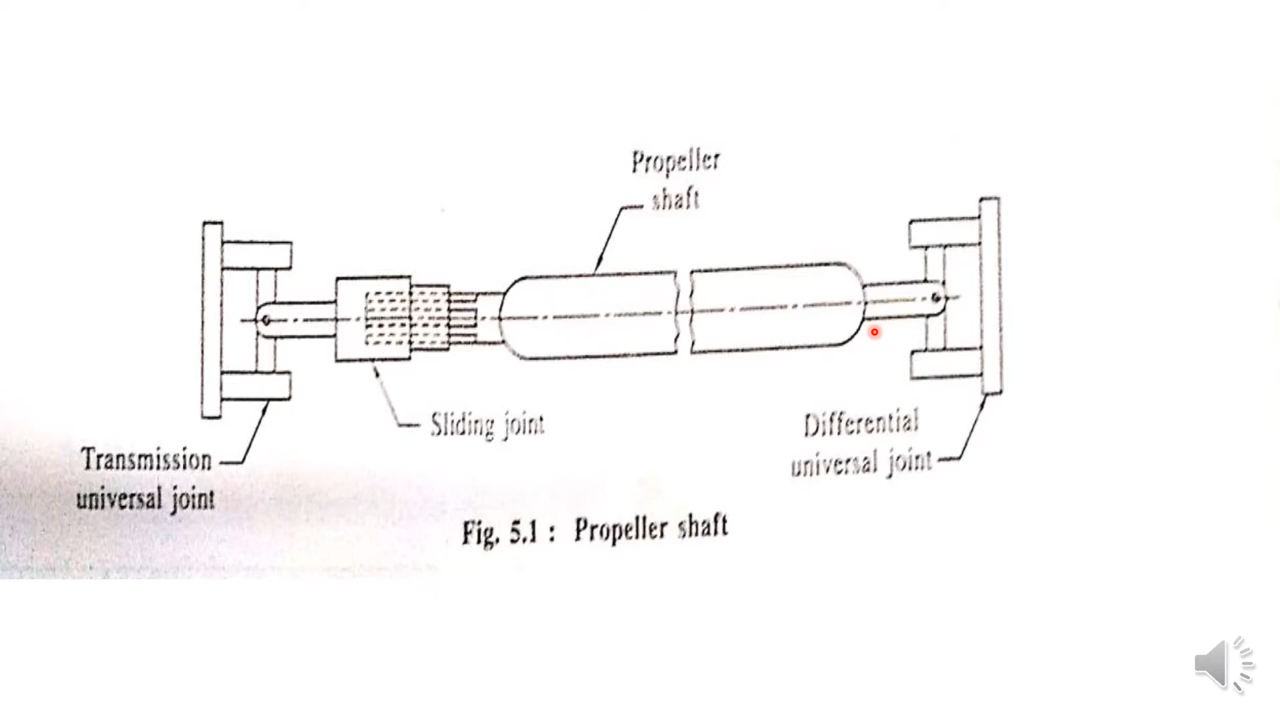 Propeller
shaft
Sliding joint
Transmission
universal joint
Differential
universal joint
Fig. 5.1 : Propeller shaft